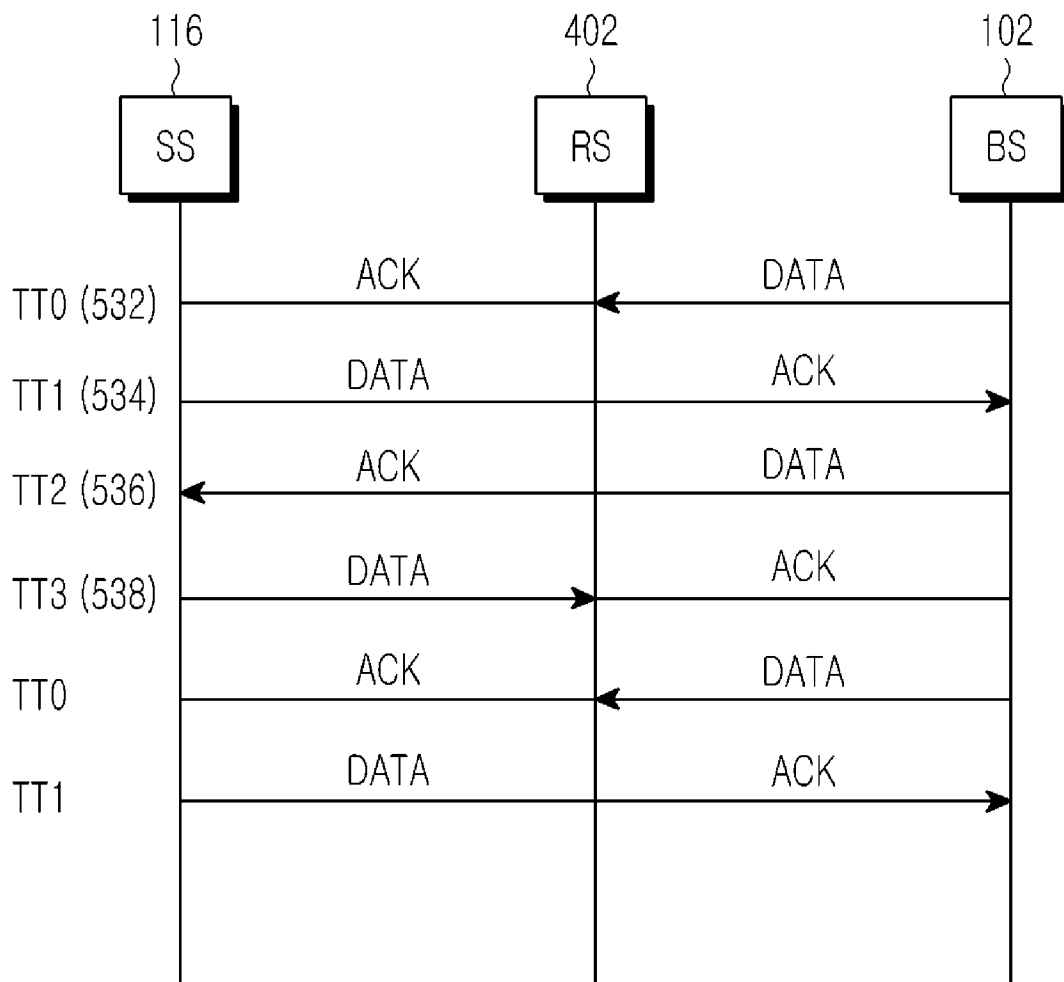 116 402 102
SS RS BS
ACK DATA
TT0 (532)
DATA ACK
TT1 (534)
ACK DATA
TT2 (536)
DATA ACK
TT3 (538)
ACK DATA
TT0
DATA ACK
TT1